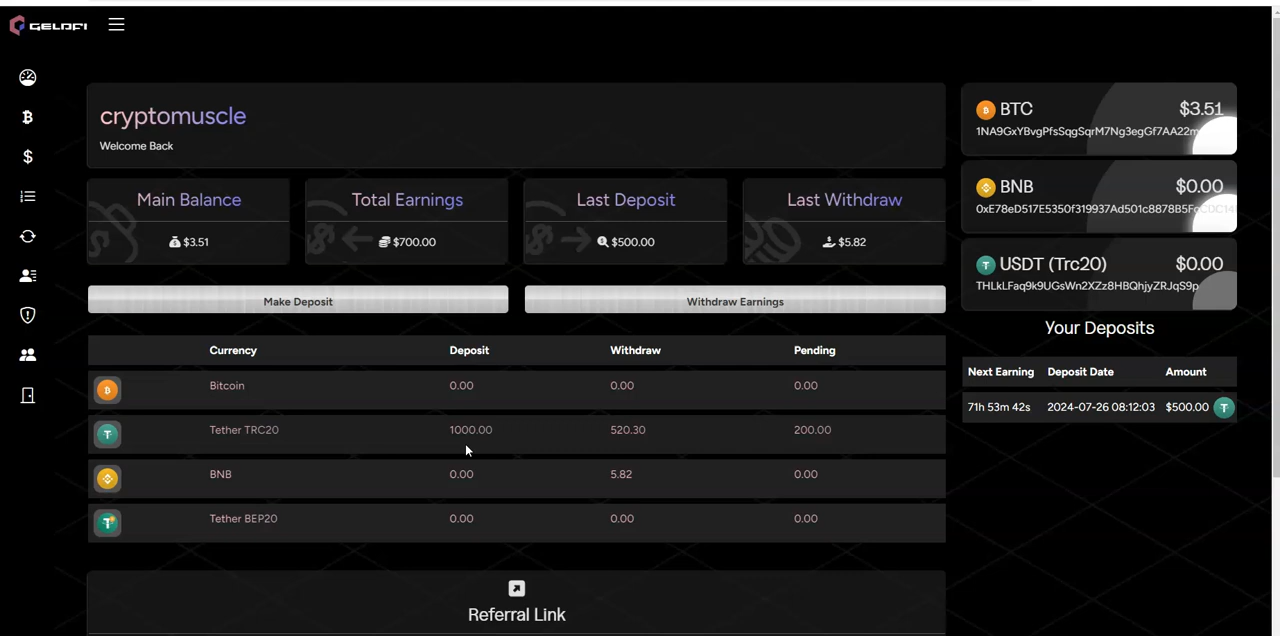 GELOFI
cryptomuscle
Welcome Back
Main Balance
$3.51
Total Earnings
$700.00
Last Deposit
$500.00
Last Withdraw
$5.82
Make Deposit
Withdraw Earnings
Currency Deposit Withdraw Pending
Bitcoin 0.00 0.00 0.00
Tether TRC20 1000.00 520.30 200.00
BNB 0.00 5.82 0.00
Tether BEP20 0.00 0.00 0.00
Referral Link
BTC $3.51
BNB $0.00
USDT (Trc20) $0.00
THLkLFaq9k9UGsWn2XZz8HBQhjyZRJqS9p
Your Deposits
Next Earning Deposit Date Amount
71h 53m 42s 2024-07-26 08:12:03 $500.00